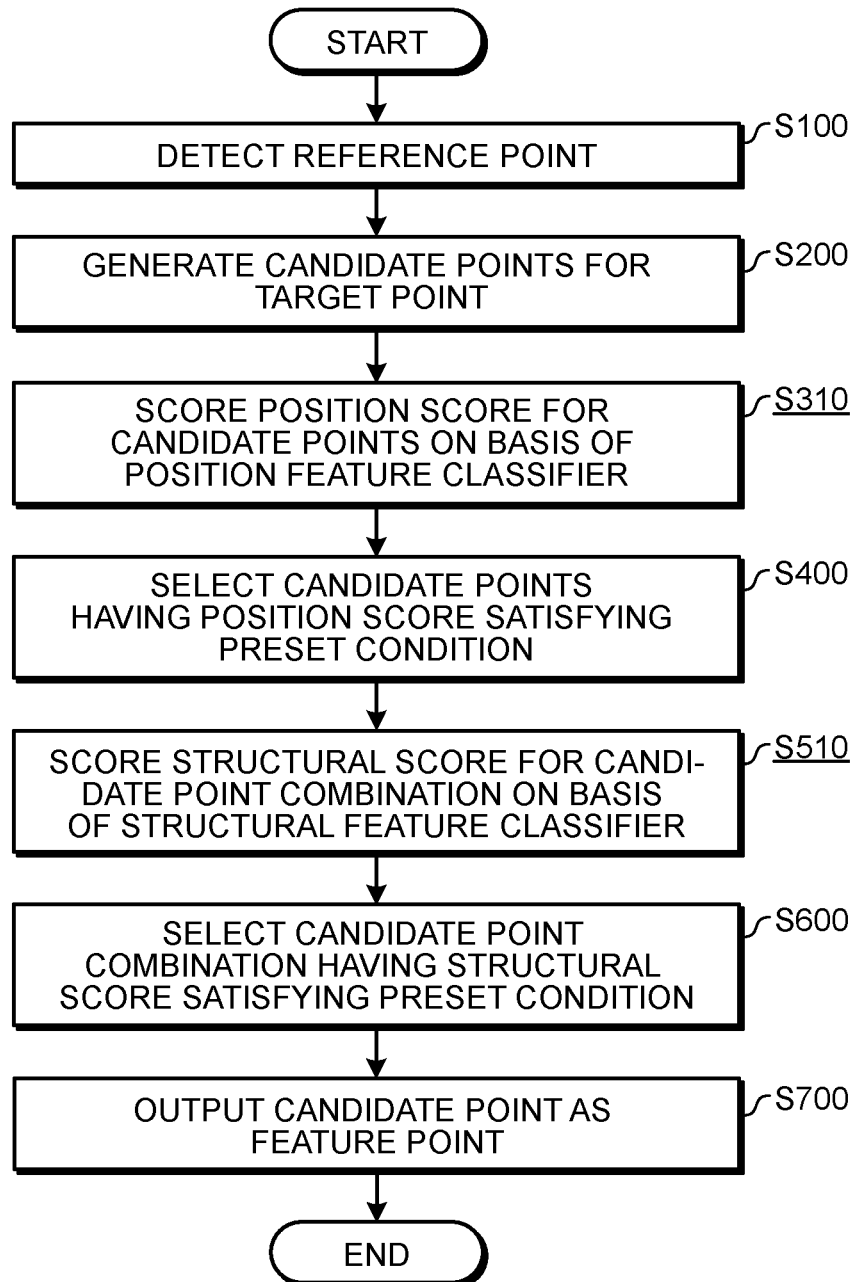 START
DETECT REFERENCE POINT
S100
GENERATE CANDIDATE POINTS FOR
TARGET POINT
S200
SCORE POSITION SCORE FOR
CANDIDATE POINTS ON BASIS OF
POSITION FEATURE CLASSIFIER
S310
SELECT CANDIDATE POINTS
HAVING POSITION SCORE SATISFYING
PRESET CONDITION
S400
SCORE STRUCTURAL SCORE FOR CANDI-
DATE POINT COMBINATION ON BASIS
OF STRUCTURAL FEATURE CLASSIFIER
S510
SELECT CANDIDATE POINT
COMBINATION HAVING STRUCTURAL
SCORE SATISFYING PRESET CONDITION
S600
OUTPUT CANDIDATE POINT AS
FEATURE POINT
S700
END